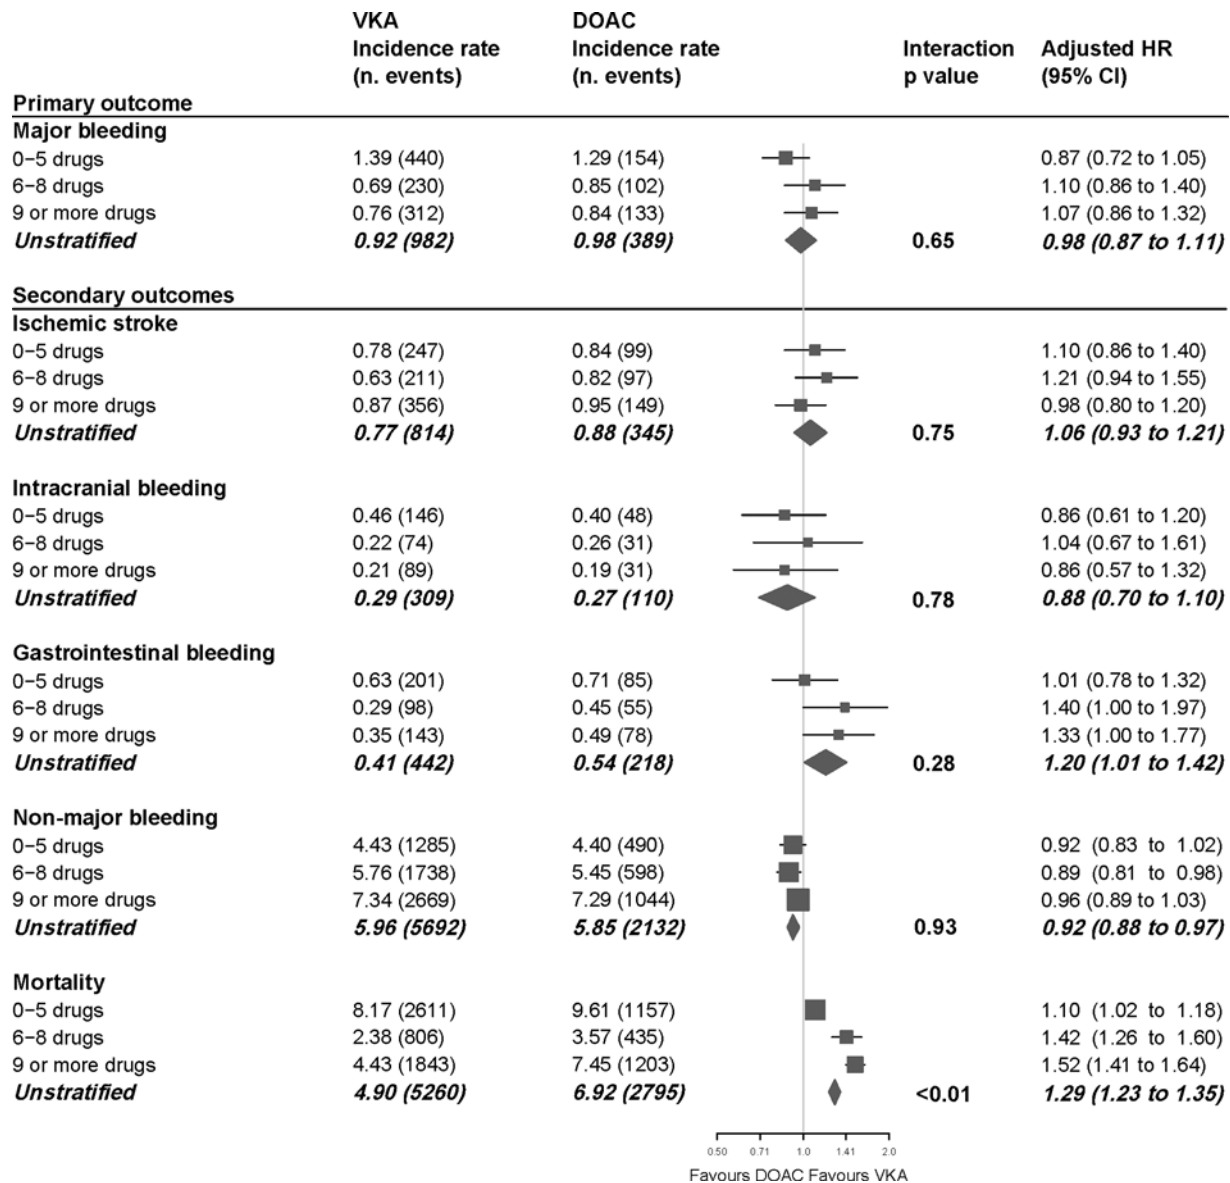 VKA DOAC
Incidence rate Incidence rate Interaction Adjusted HR
(n. events) (n. events) p value (95% CI)
Primary outcome
Major bleeding
0−5 drugs 1.39 (440) 1.29 (154) 0.87 (0.72 to 1.05)
6−8 drugs 0.69 (230) 0.85 (102) 1.10 (0.86 to 1.40)
9 or more drugs 0.76 (312) 0.84 (133) 1.07 (0.86 to 1.32)
Unstratified 0.92 (982) 0.98 (389) 0.65 0.98 (0.87 to 1.11)
Secondary outcomes
Ischemic stroke
0−5 drugs 0.78 (247) 0.84 (99) 1.10 (0.86 to 1.40)
6−8 drugs 0.63 (211) 0.82 (97) 1.21 (0.94 to 1.55)
9 or more drugs 0.87 (356) 0.95 (149) 0.98 (0.80 to 1.20)
Unstratified 0.77 (814) 0.88 (345) 0.75 1.06 (0.93 to 1.21)
Intracranial bleeding
0−5 drugs 0.46 (146) 0.40 (48) 0.86 (0.61 to 1.20)
6−8 drugs 0.22 (74) 0.26 (31) 1.04 (0.67 to 1.61)
9 or more drugs 0.21 (89) 0.19 (31) 0.86 (0.57 to 1.32)
Unstratified 0.29 (309) 0.27 (110) 0.78 0.88 (0.70 to 1.10)
Gastrointestinal bleeding
0−5 drugs 0.63 (201) 0.71 (85) 1.01 (0.78 to 1.32)
6−8 drugs 0.29 (98) 0.45 (55) 1.40 (1.00 to 1.97)
9 or more drugs 0.35 (143) 0.49 (78) 1.33 (1.00 to 1.77)
Unstratified 0.41 (442) 0.54 (218) 0.28 1.20 (1.01 to 1.42)
Non-major bleeding
0−5 drugs 4.43 (1285) 4.40 (490) 0.92 (0.83 to 1.02)
6−8 drugs 5.76 (1738) 5.45 (598) 0.89 (0.81 to 0.98)
9 or more drugs 7.34 (2669) 7.29 (1044) 0.96 (0.89 to 1.03)
Unstratified 5.96 (5692) 5.85 (2132) 0.93 0.92 (0.88 to 0.97)
Mortality
0−5 drugs 8.17 (2611) 9.61 (1157) 1.10 (1.02 to 1.18)
6−8 drugs 2.38 (806) 3.57 (435) 1.42 (1.26 to 1.60)
9 or more drugs 4.43 (1843) 7.45 (1203) 1.52 (1.41 to 1.64)
Unstratified 4.90 (5260) 6.92 (2795) <0.01 1.29 (1.23 to 1.35)
0.50 0.71 1.0 1.41 2.0
Favours DOAC Favours VKA